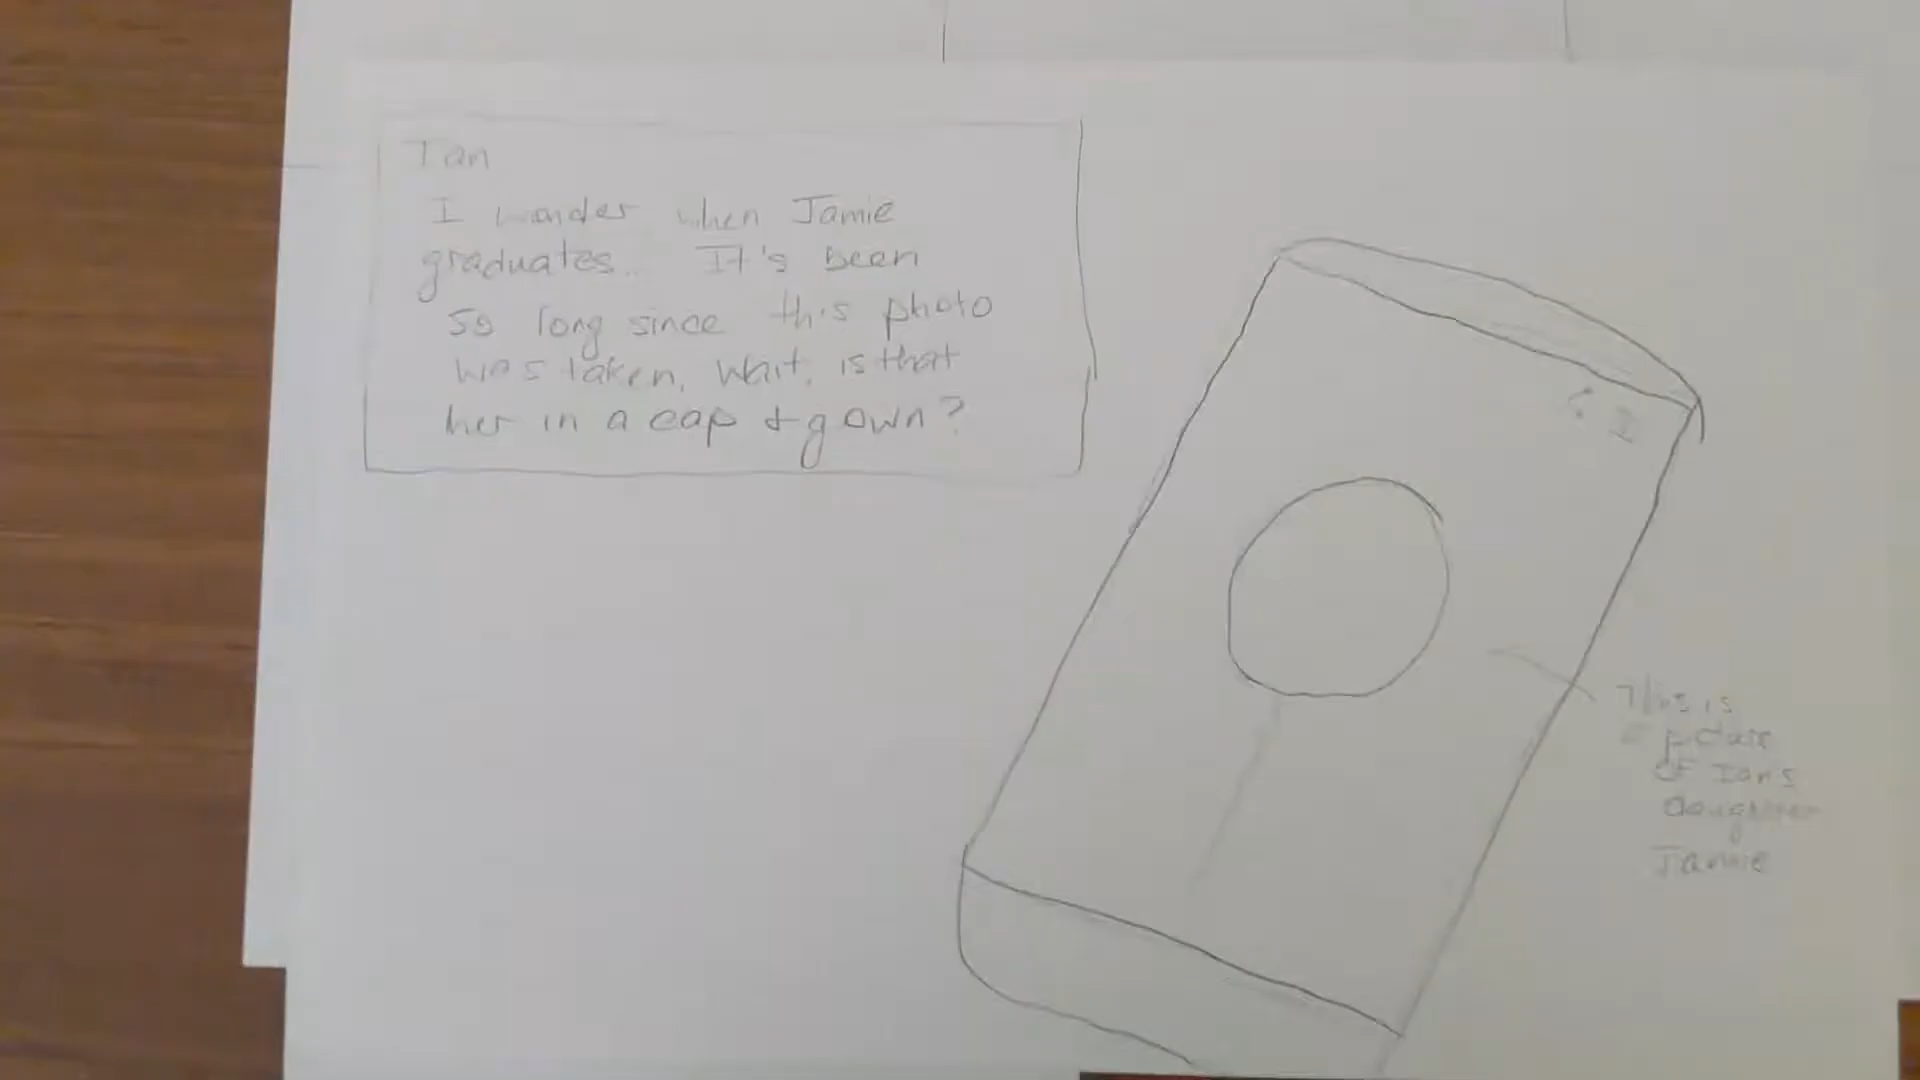 Ian
I wonder when Jamie
graduates... It's been
so long since this photo
was taken. Wait, is that
her in a cap & gown?
This is
a picture
of Ian's
daughter
Jamie